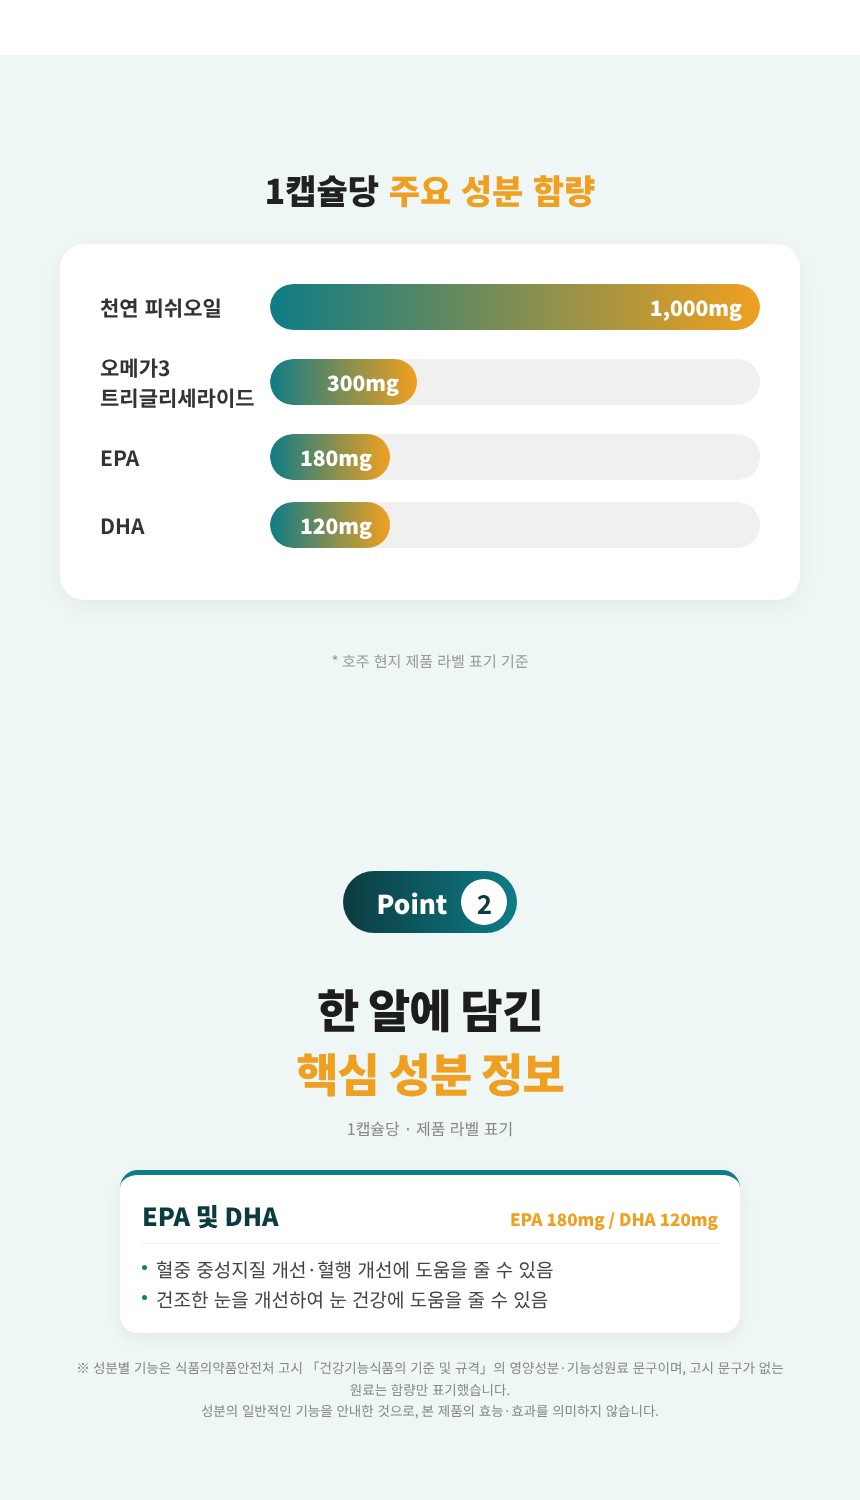 1캡슐당 주요 성분 함량
천연 피쉬오일
1,000mg
오메가3
트리글리세라이드
300mg
EPA
180mg
DHA
120mg
* 호주 현지 제품 라벨 표기 기준
Point 2
한 알에 담긴
핵심 성분 정보
1캡슐당 · 제품 라벨 표기
EPA 및 DHA
EPA 180mg / DHA 120mg
• 혈중 중성지질 개선·혈행 개선에 도움을 줄 수 있음
• 건조한 눈을 개선하여 눈 건강에 도움을 줄 수 있음
※ 성분별 기능은 식품의약품안전처 고시 「건강기능식품의 기준 및 규격」의 영양성분·기능성원료 문구이며, 고시 문구가 없는
원료는 함량만 표기했습니다.
성분의 일반적인 기능을 안내한 것으로, 본 제품의 효능·효과를 의미하지 않습니다.